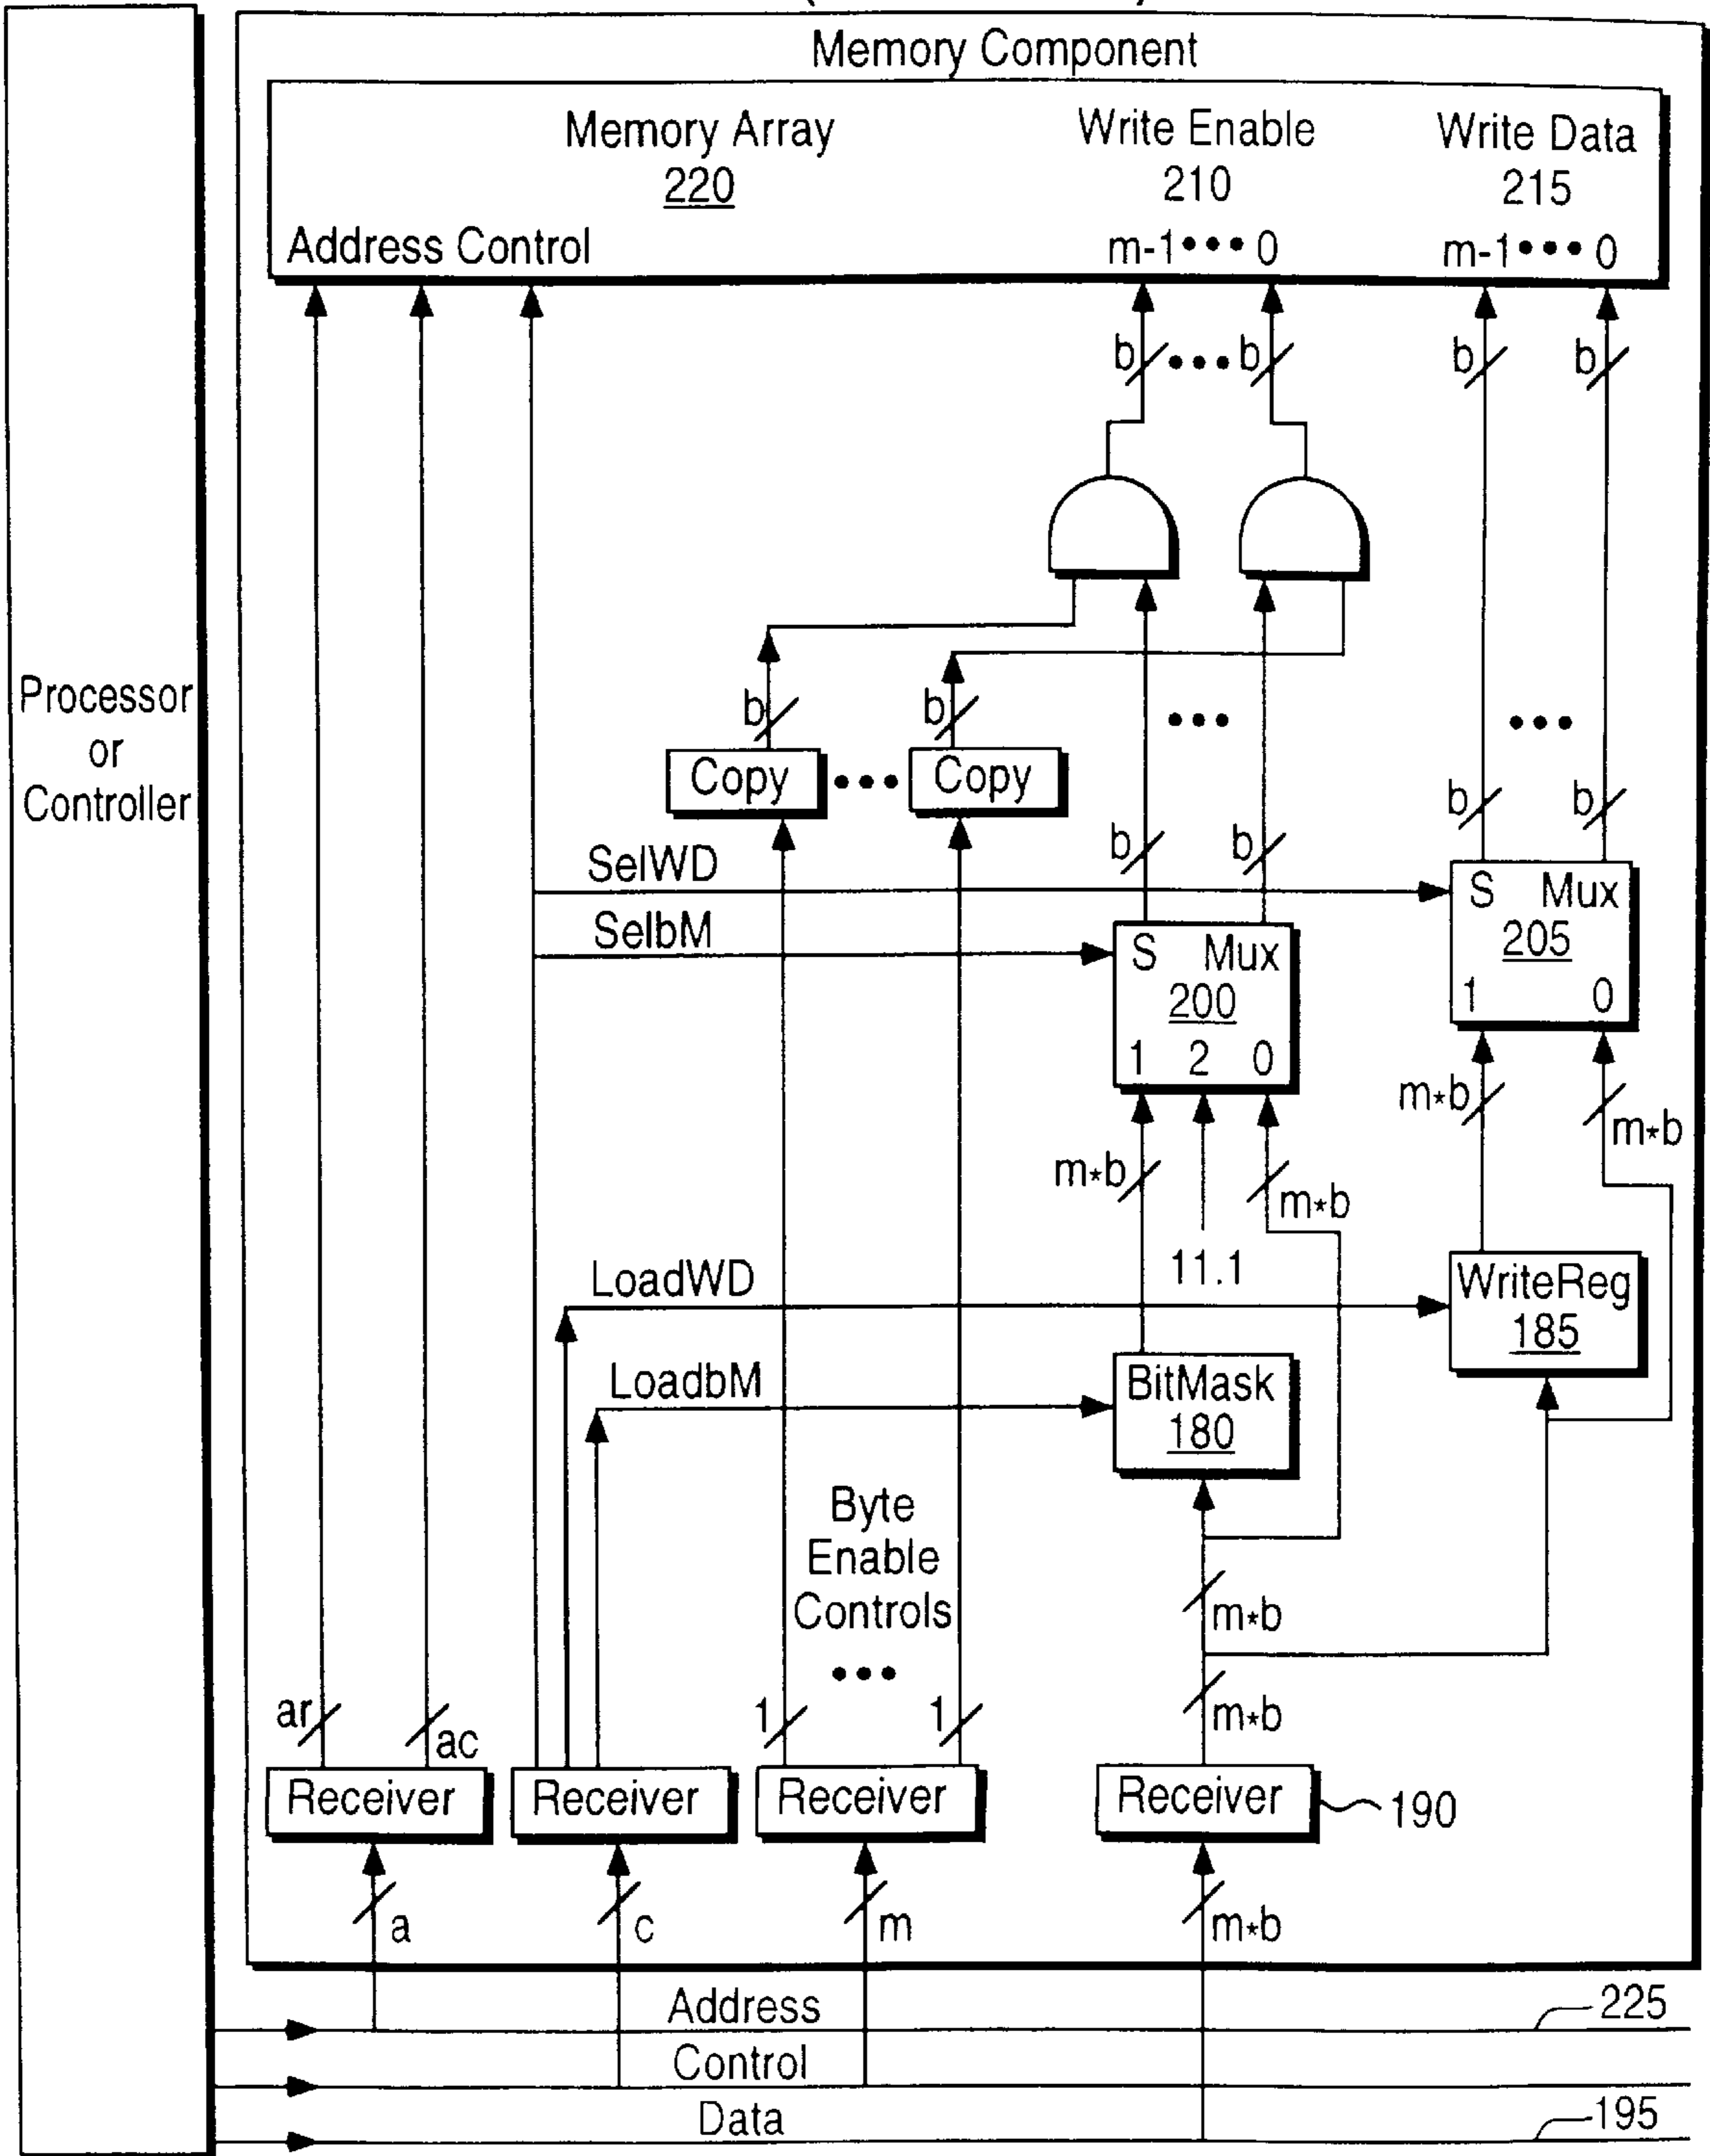 Memory Component
Memory Array
220
Write Enable
210
Write Data
215
Address Control
m-1••• 0
m-1••• 0
b
•••
b
b
b
Processor
or
Controller
b
b
•••
•••
Copy
•••
Copy
b
b
b
b
SelWD
SelbM
S Mux
200
1 2 0
S Mux
205
1 0
m*b
m*b
m*b
m*b
11.1
LoadWD
LoadbM
WriteReg
185
BitMask
180
Byte
Enable
Controls
•••
m*b
m*b
ar
ac
1
1
Receiver
Receiver
Receiver
Receiver
190
a
c
m
m*b
Address
225
Control
Data
195